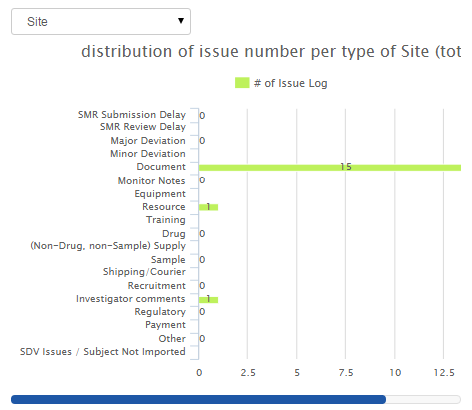 Site
distribution of issue number per type of Site (tot
# of Issue Log
SMR Submission Delay 0
SMR Review Delay
Major Deviation 0
Minor Deviation
Document 15
Monitor Notes 0
Equipment
Resource 1
Training
Drug 0
(Non-Drug, non-Sample) Supply
Sample 0
Shipping/Courier
Recruitment 0
Investigator comments 1
Regulatory 0
Payment
Other 0
SDV Issues / Subject Not Imported
0 2.5 5 7.5 10 12.5